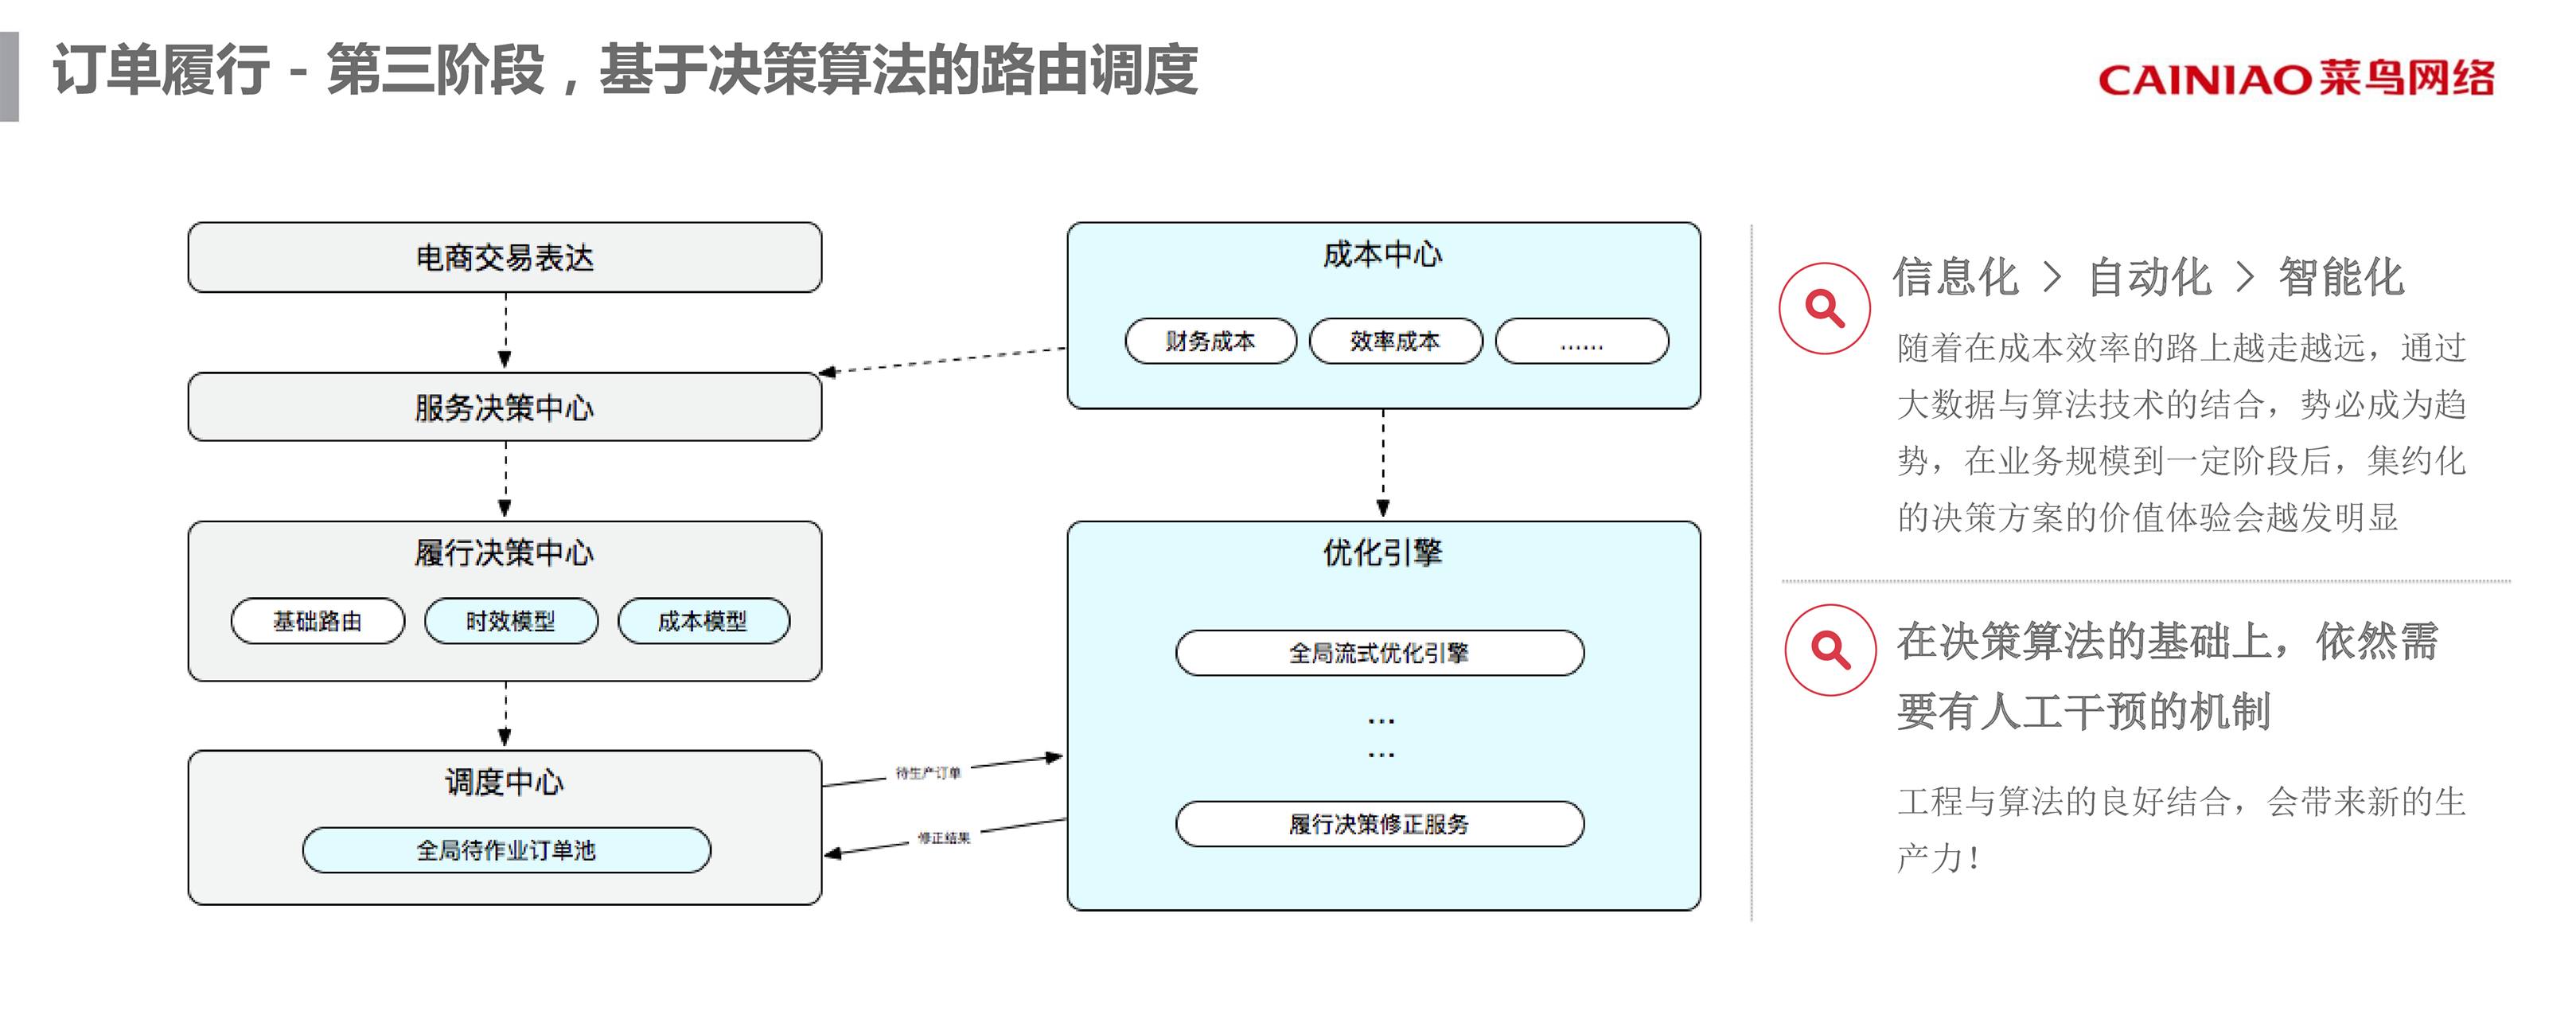 订单履行 - 第三阶段，基于决策算法的路由调度
CAINIAO菜鸟网络
电商交易表达
服务决策中心
履行决策中心
基础路由
时效模型
成本模型
调度中心
全局待作业订单池
待生产订单
修正结果
成本中心
财务成本
效率成本
......
优化引擎
全局流式优化引擎
...
...
履行决策修正服务
信息化 > 自动化 > 智能化
随着在成本效率的路上越走越远，通过
大数据与算法技术的结合，势必成为趋
势，在业务规模到一定阶段后，集约化
的决策方案的价值体验会越发明显
在决策算法的基础上，依然需
要有人工干预的机制
工程与算法的良好结合，会带来新的生
产力！